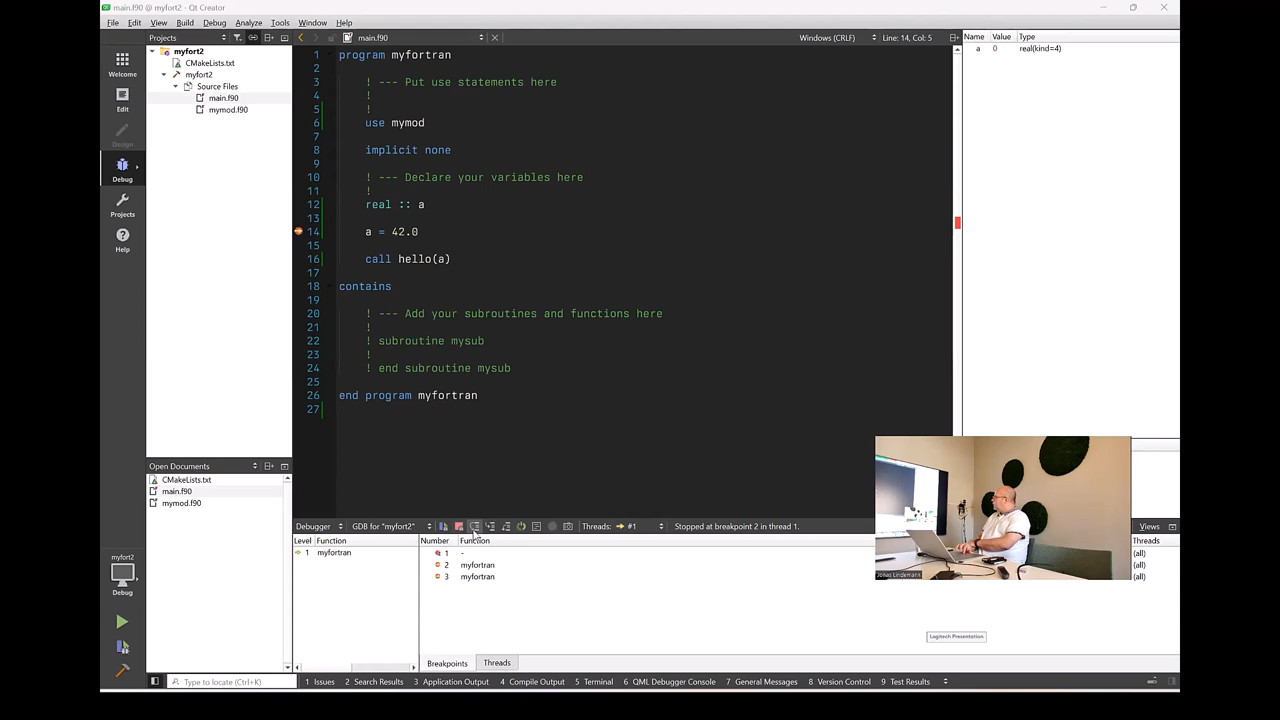 main.f90 @ myfort2 - Qt Creator
File Edit View Build Debug Analyze Tools Window Help
Projects
main.f90
Windows (CRLF)
Line: 14, Col: 5
Name Value Type
a 0 real(kind=4)
Welcome
Edit
Design
Debug
Projects
Help
myfort2
CMakeLists.txt
myfort2
Source Files
main.f90
mymod.f90
1 program myfortran
2
3 ! --- Put use statements here
4 !
5 !
6 use mymod
7
8 implicit none
9
10 ! --- Declare your variables here
11 !
12 real :: a
13
14 a = 42.0
15
16 call hello(a)
17
18 contains
19
20 ! --- Add your subroutines and functions here
21 !
22 ! subroutine mysub
23 !
24 ! end subroutine mysub
25
26 end program myfortran
27
Open Documents
CMakeLists.txt
main.f90
mymod.f90
Jonas Lindemann
Debugger GDB for "myfort2" Threads: #1 Stopped at breakpoint 2 in thread 1. Views
Level Function
1 myfortran
Number Function Threads
1 - (all)
2 myfortran (all)
3 myfortran (all)
Logitech Presentation
Breakpoints Threads
myfort2
Debug
Type to locate (Ctrl+K)
1 Issues 2 Search Results 3 Application Output 4 Compile Output 5 Terminal 6 QML Debugger Console 7 General Messages 8 Version Control 9 Test Results